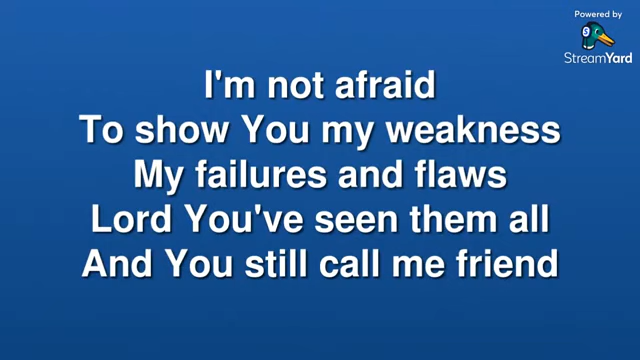 Powered by
StreamYard
I'm not afraid
To show You my weakness
My failures and flaws
Lord You've seen them all
And You still call me friend